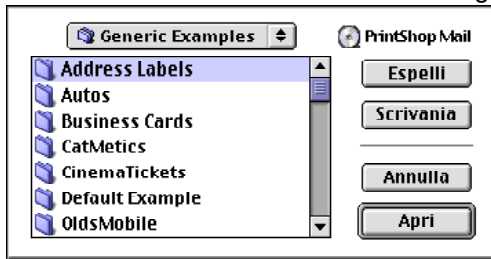 Generic Examples
PrintShop Mail
Address Labels
Autos
Business Cards
CatMetics
CinemaTickets
Default Example
OldsMobile
Espelli
Scrivania
Annulla
Apri